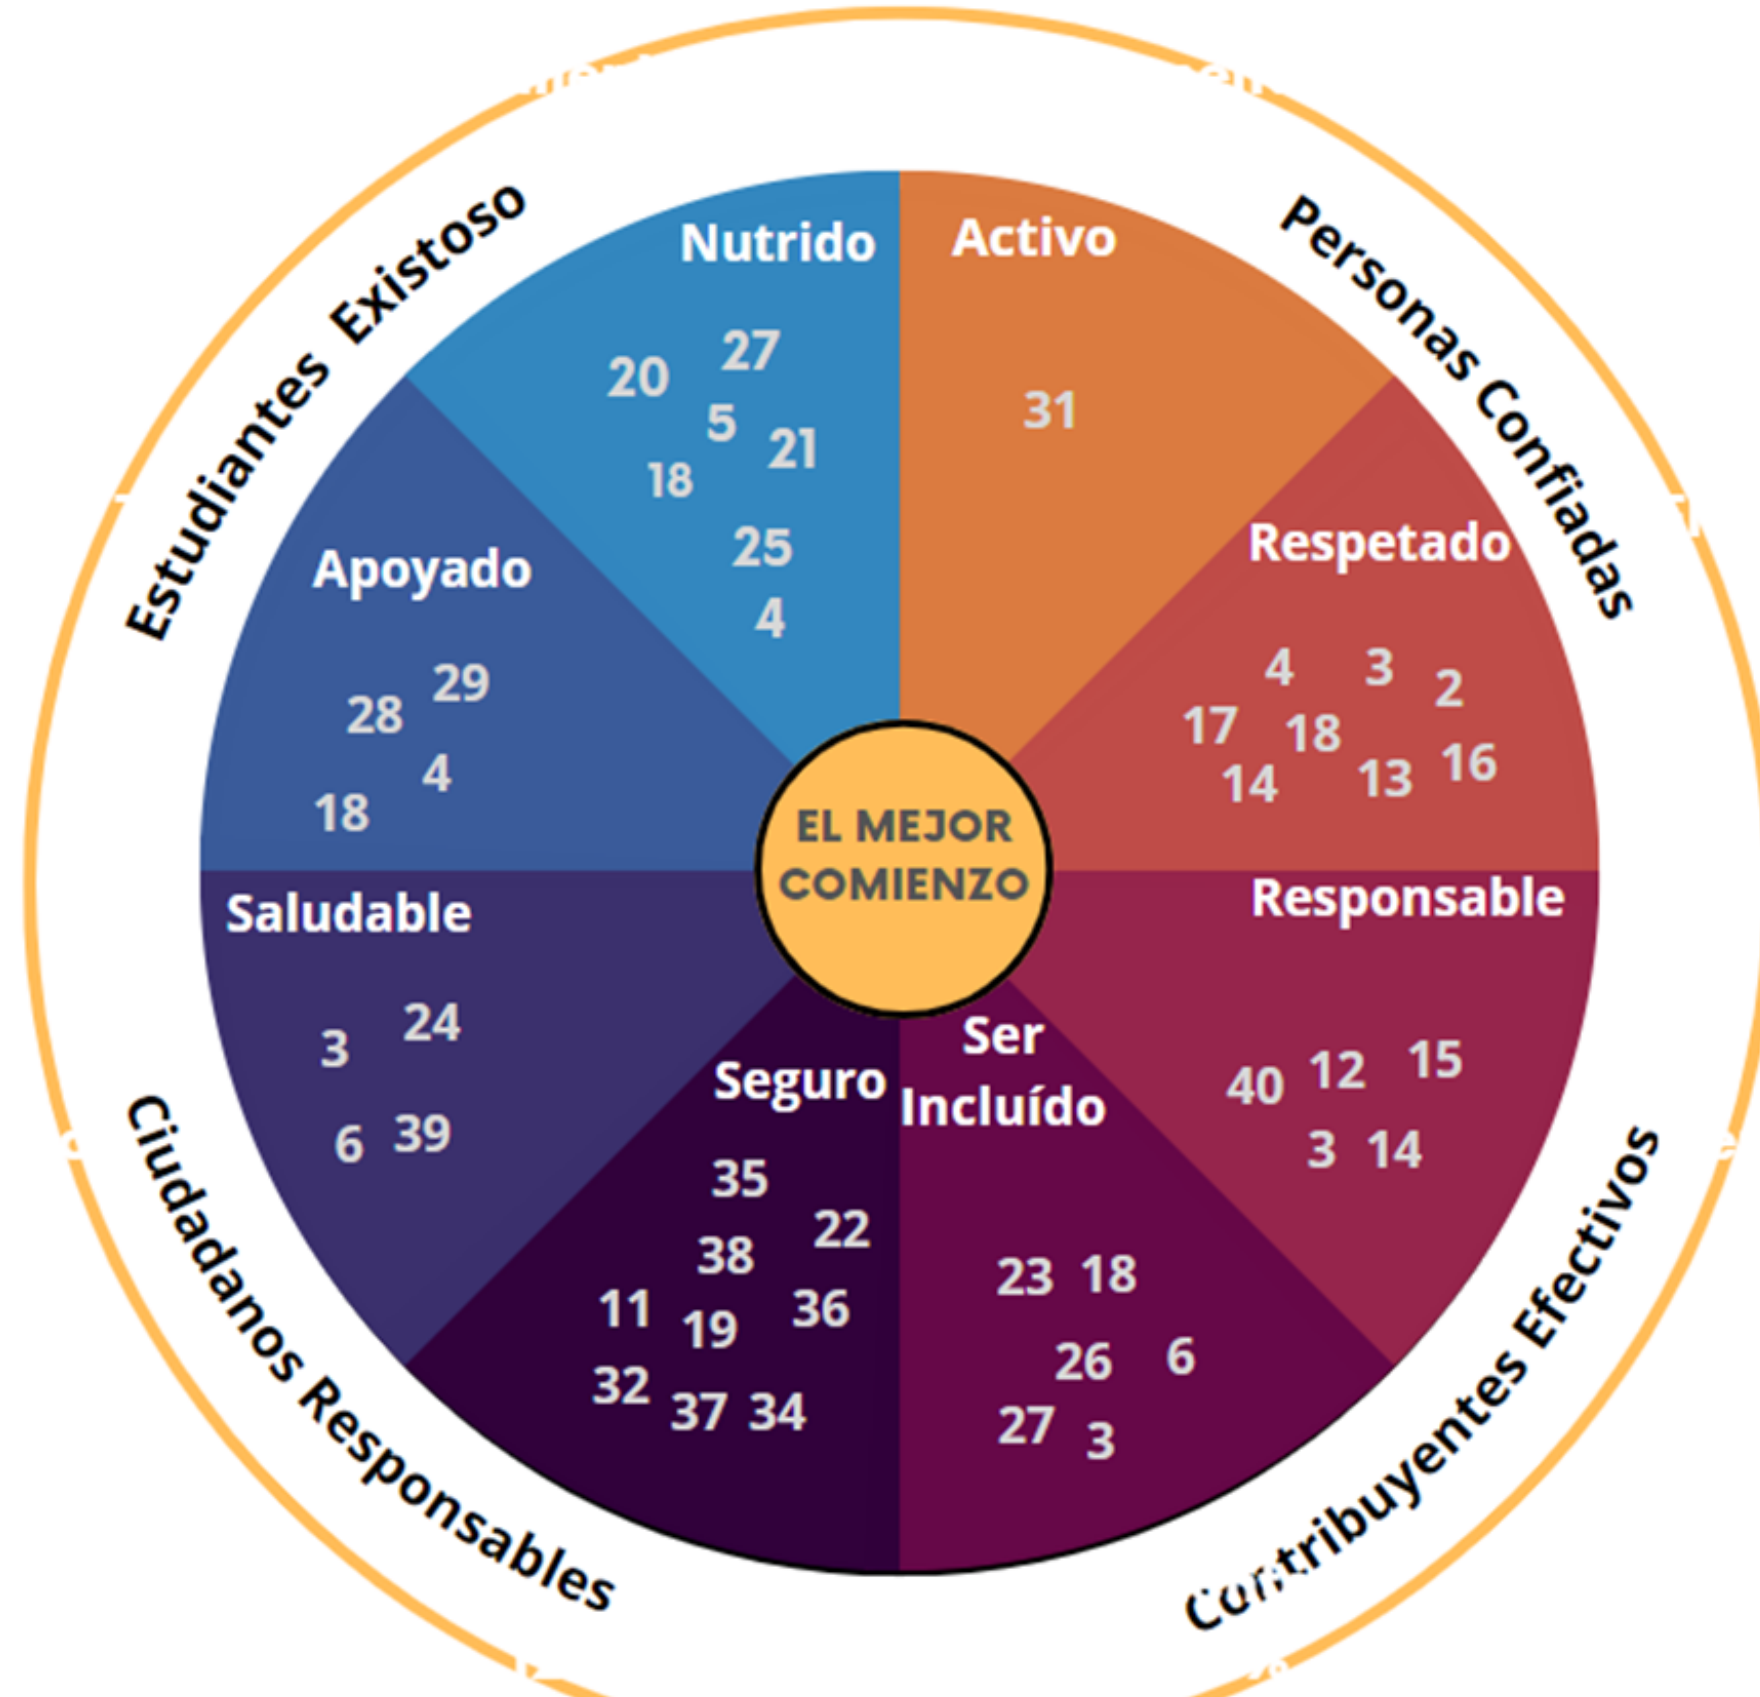 Estudiantes Existoso
Personas Confiadas
Nutrido
20 27
5 21
18
25
4
Activo
31
Respetado
4 3 2
17 18
14 13 16
Apoyado
28 29
4
18
EL MEJOR
COMIENZO
Saludable
3 24
6 39
Responsable
40 12 15
3 14
Seguro
35
38 22
11 19 36
32 37 34
Ser
Incluído
23 18
26 6
27 3
Ciudadanos Responsables
Contribuyentes Efectivos